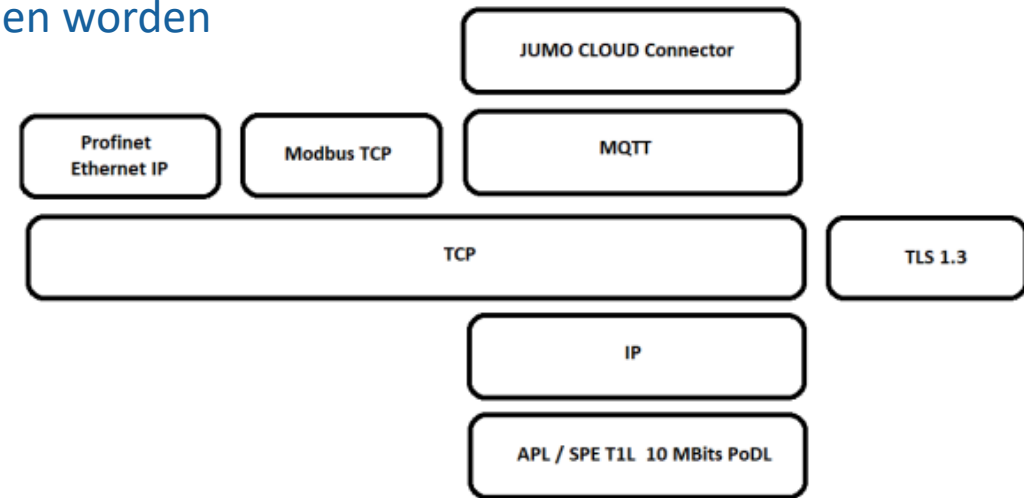 en worden
JUMO CLOUD Connector
Profinet
Ethernet IP
Modbus TCP
MQTT
TCP
TLS 1.3
IP
APL / SPE T1L 10 MBits PoDL